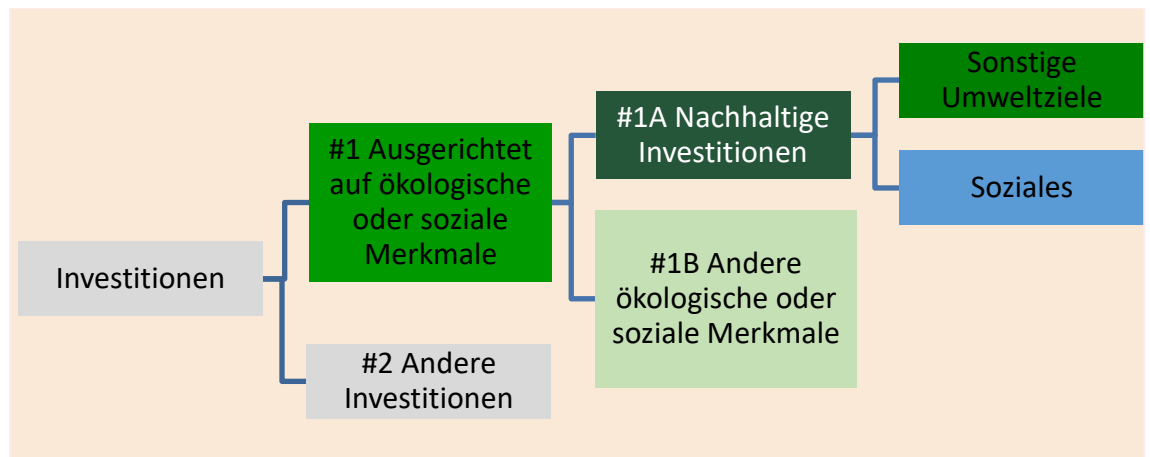 Investitionen
#1 Ausgerichtet
auf ökologische
oder soziale
Merkmale
#2 Andere
Investitionen
#1A Nachhaltige
Investitionen
#1B Andere
ökologische oder
soziale Merkmale
Sonstige
Umweltziele
Soziales